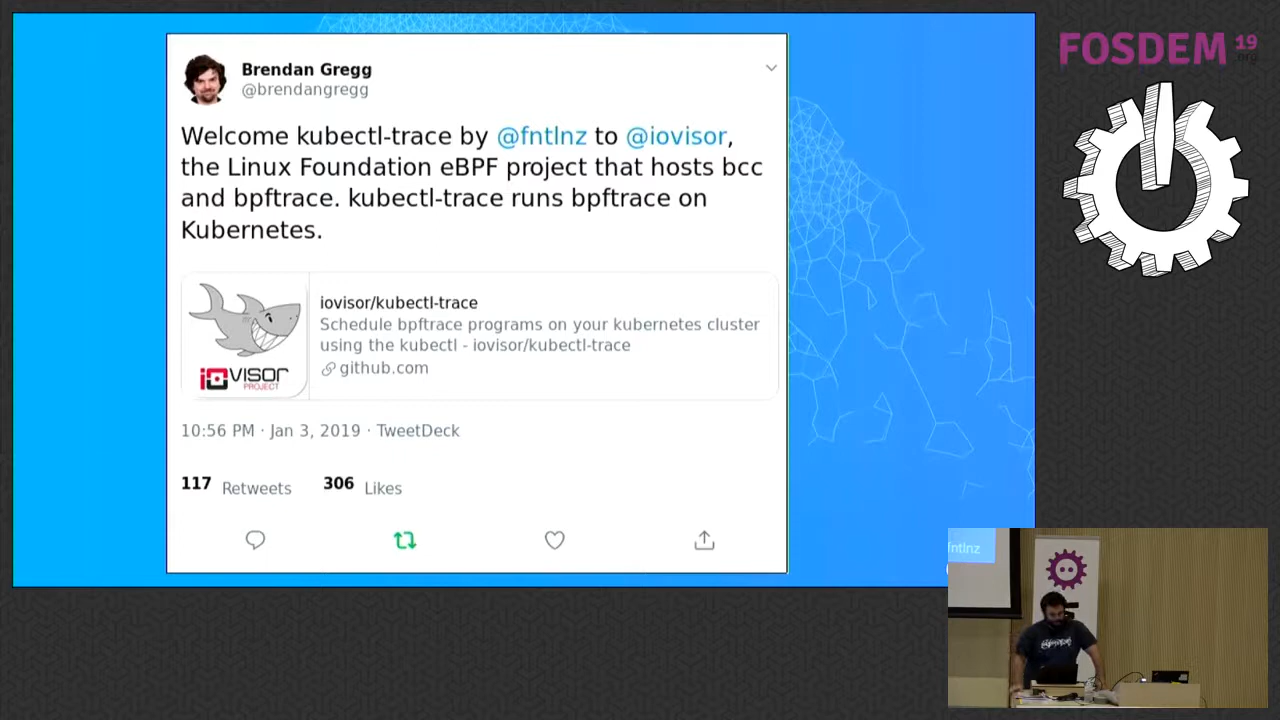 FOSDEM 19
.org
Brendan Gregg
@brendangregg
Welcome kubectl-trace by @fntlnz to @iovisor,
the Linux Foundation eBPF project that hosts bcc
and bpftrace. kubectl-trace runs bpftrace on
Kubernetes.
iovisor/kubectl-trace
Schedule bpftrace programs on your kubernetes cluster
using the kubectl - iovisor/kubectl-trace
github.com
IOVISOR
PROJECT
10:56 PM · Jan 3, 2019 · TweetDeck
117 Retweets 306 Likes
fntlnz